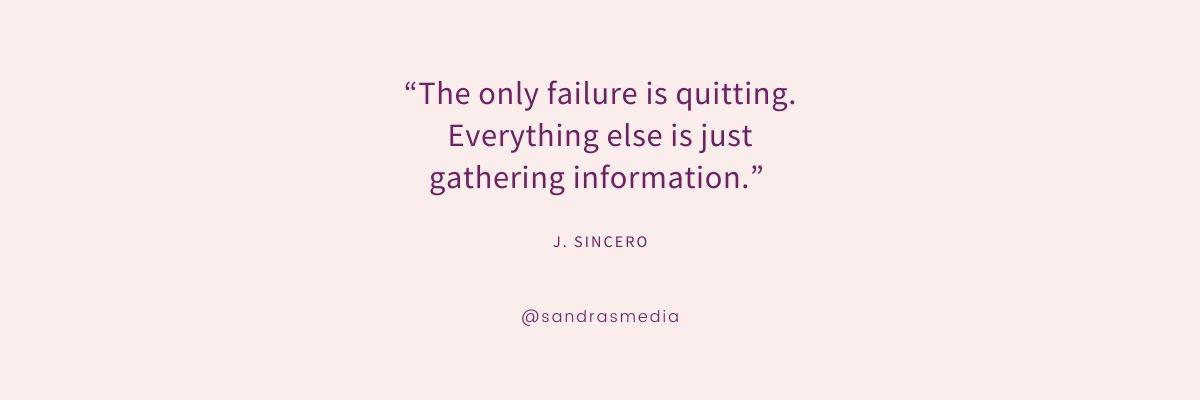 “The only failure is quitting.
Everything else is just
gathering information.”
J. SINCERO
@sandrasmedia